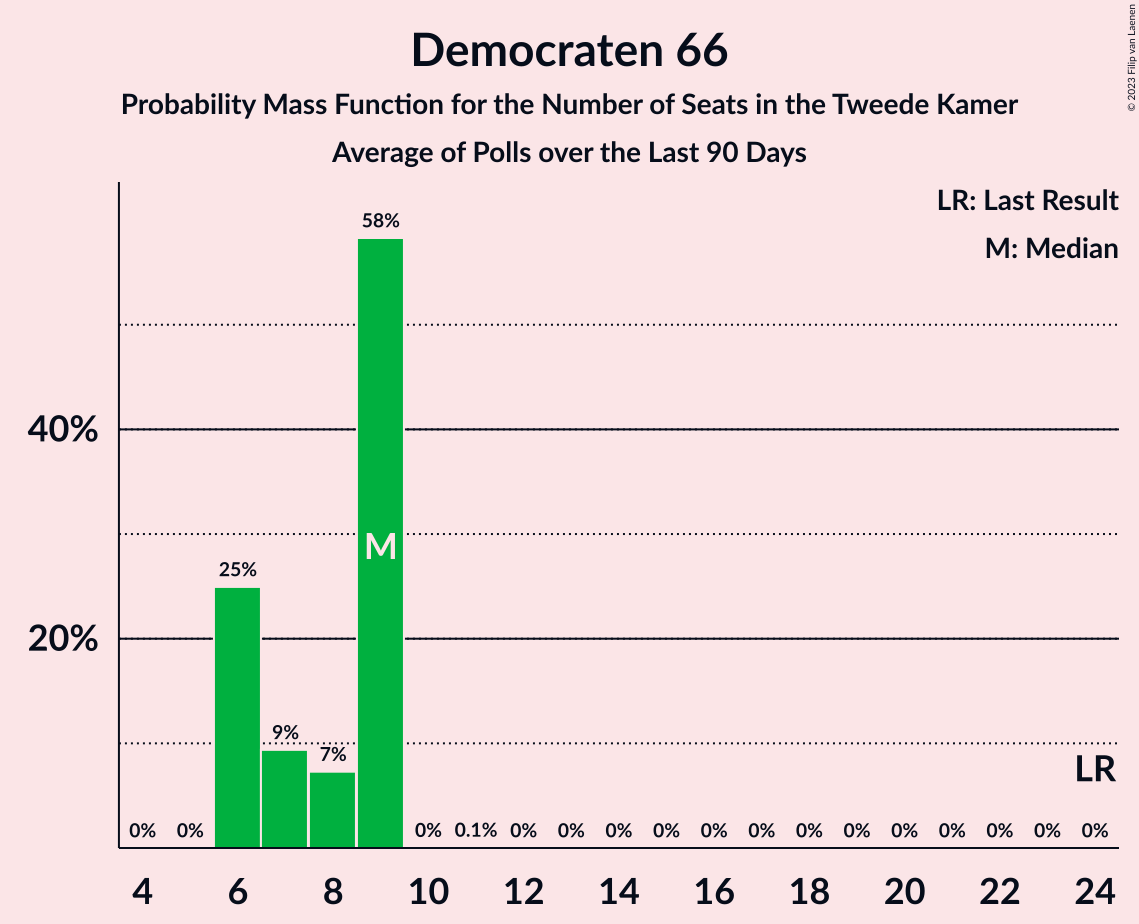 Democraten 66
Probability Mass Function for the Number of Seats in the Tweede Kamer
Average of Polls over the Last 90 Days
© 2023 Filip van Laenen
LR: Last Result
M: Median
58%
40%
M
25%
20%
9%
7%
LR
0% 0% 0% 0.1% 0% 0% 0% 0% 0% 0% 0% 0% 0% 0% 0% 0% 0%
4 6 8 10 12 14 16 18 20 22 24